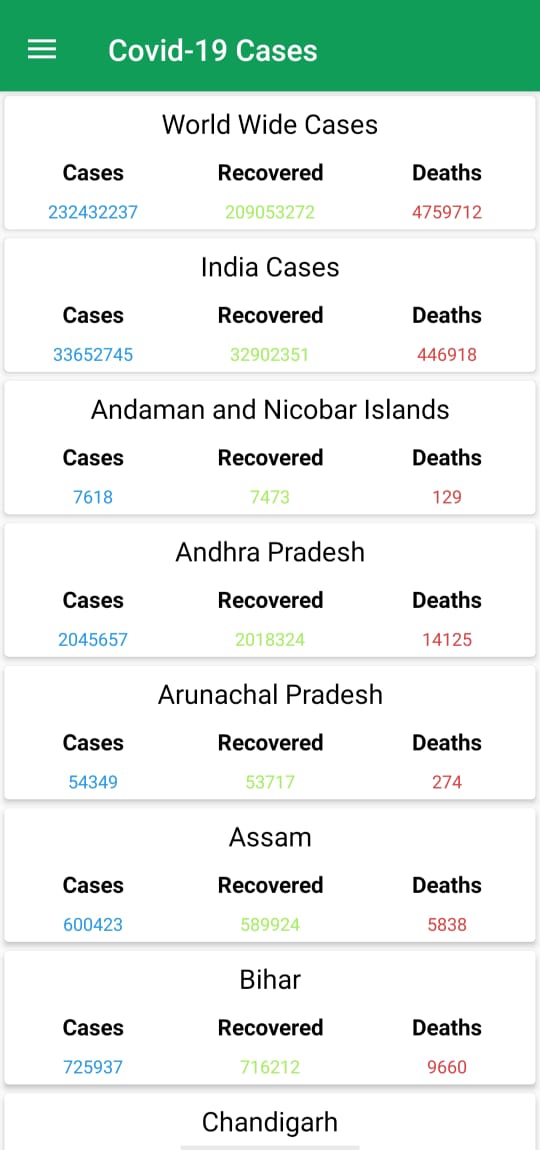 Covid-19 Cases
World Wide Cases
Cases Recovered Deaths
232432237 209053272 4759712
India Cases
Cases Recovered Deaths
33652745 32902351 446918
Andaman and Nicobar Islands
Cases Recovered Deaths
7618 7473 129
Andhra Pradesh
Cases Recovered Deaths
2045657 2018324 14125
Arunachal Pradesh
Cases Recovered Deaths
54349 53717 274
Assam
Cases Recovered Deaths
600423 589924 5838
Bihar
Cases Recovered Deaths
725937 716212 9660
Chandigarh